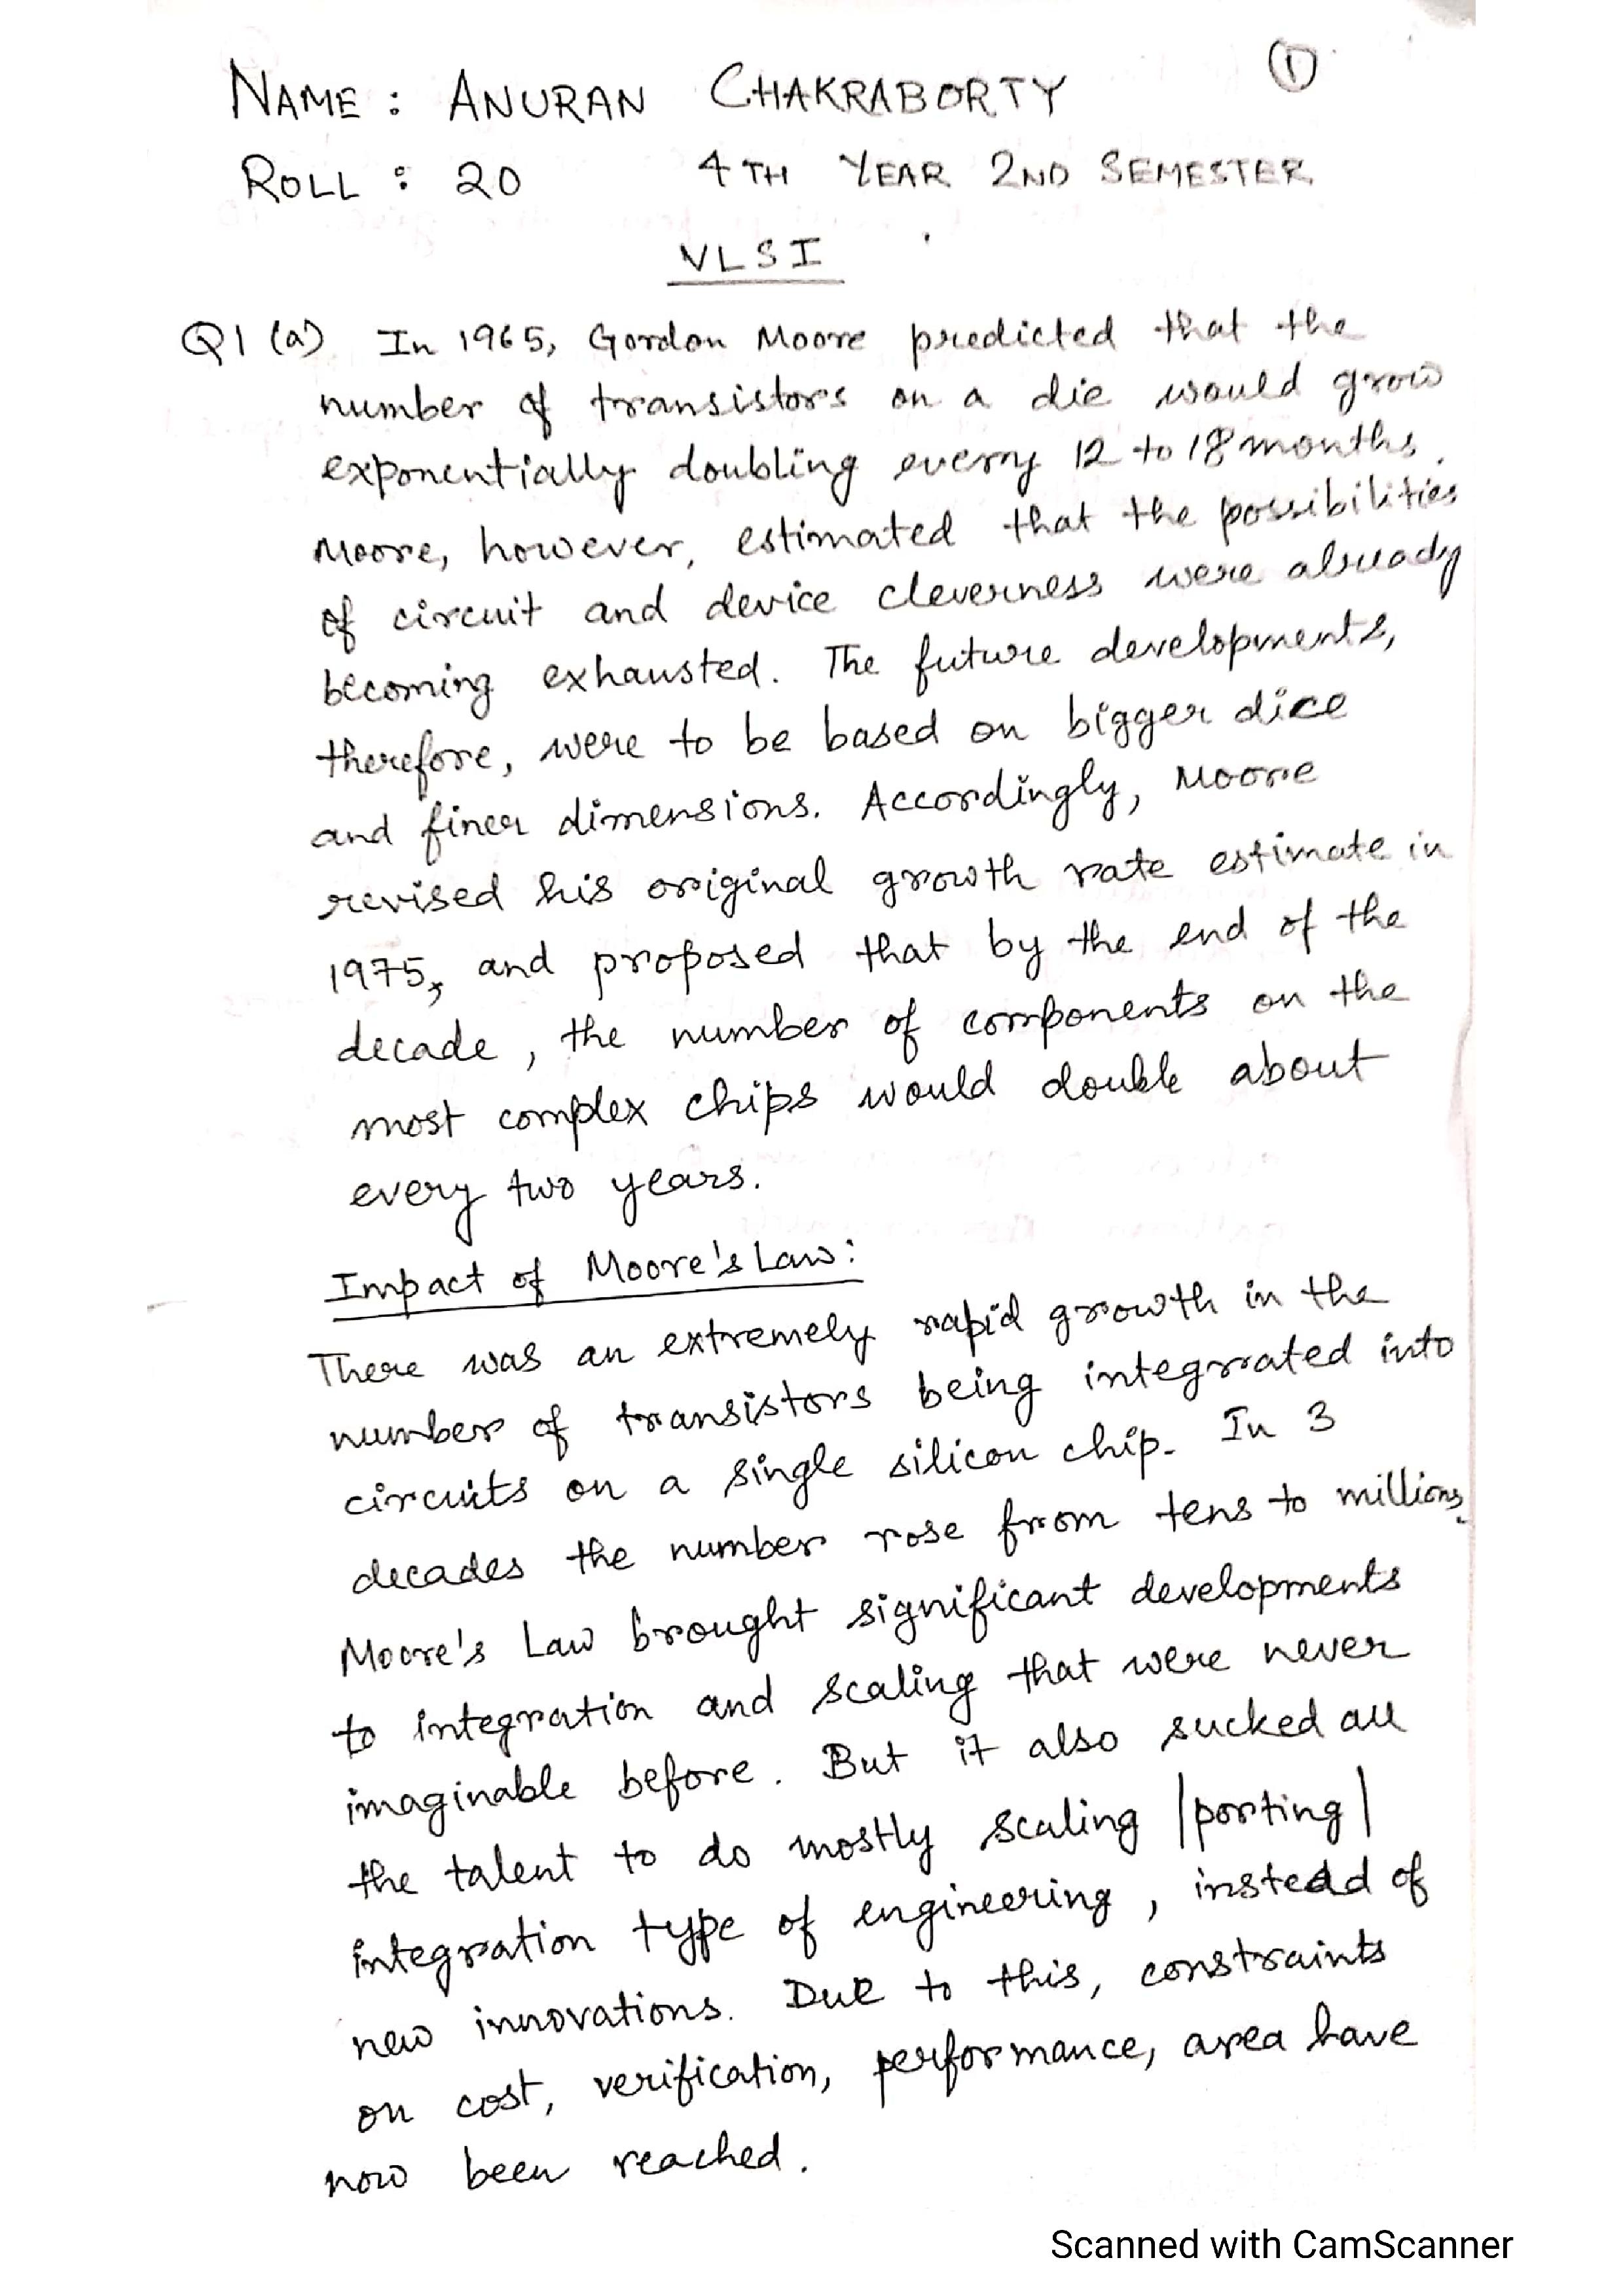 ①
NAME : ANURAN CHAKRABORTY
ROLL : 20 4TH YEAR 2ND SEMESTER
VLSI
Q1 (a) In 1965, Gordon Moore predicted that the
number of transistors on a die would grow
exponentially doubling every 12 to 18 months.
Moore, however, estimated that the possibilities
of circuit and device cleverness were already
becoming exhausted. The future developments,
therefore, were to be based on bigger dice
and finer dimensions. Accordingly, Moore
revised his original growth rate estimate in
1975, and proposed that by the end of the
decade, the number of components on the
most complex chips would double about
every two years.
Impact of Moore's Law:
There was an extremely rapid growth in the
number of transistors being integrated into
circuits on a single silicon chip. In 3
decades the number rose from tens to millions.
Moore's Law brought significant developments
to integration and scaling that were never
imaginable before. But it also sucked all
the talent to do mostly scaling |porting|
integration type of engineering, instead of
new innovations. Due to this, constraints
on cost, verification, performance, area have
now been reached.
Scanned with CamScanner